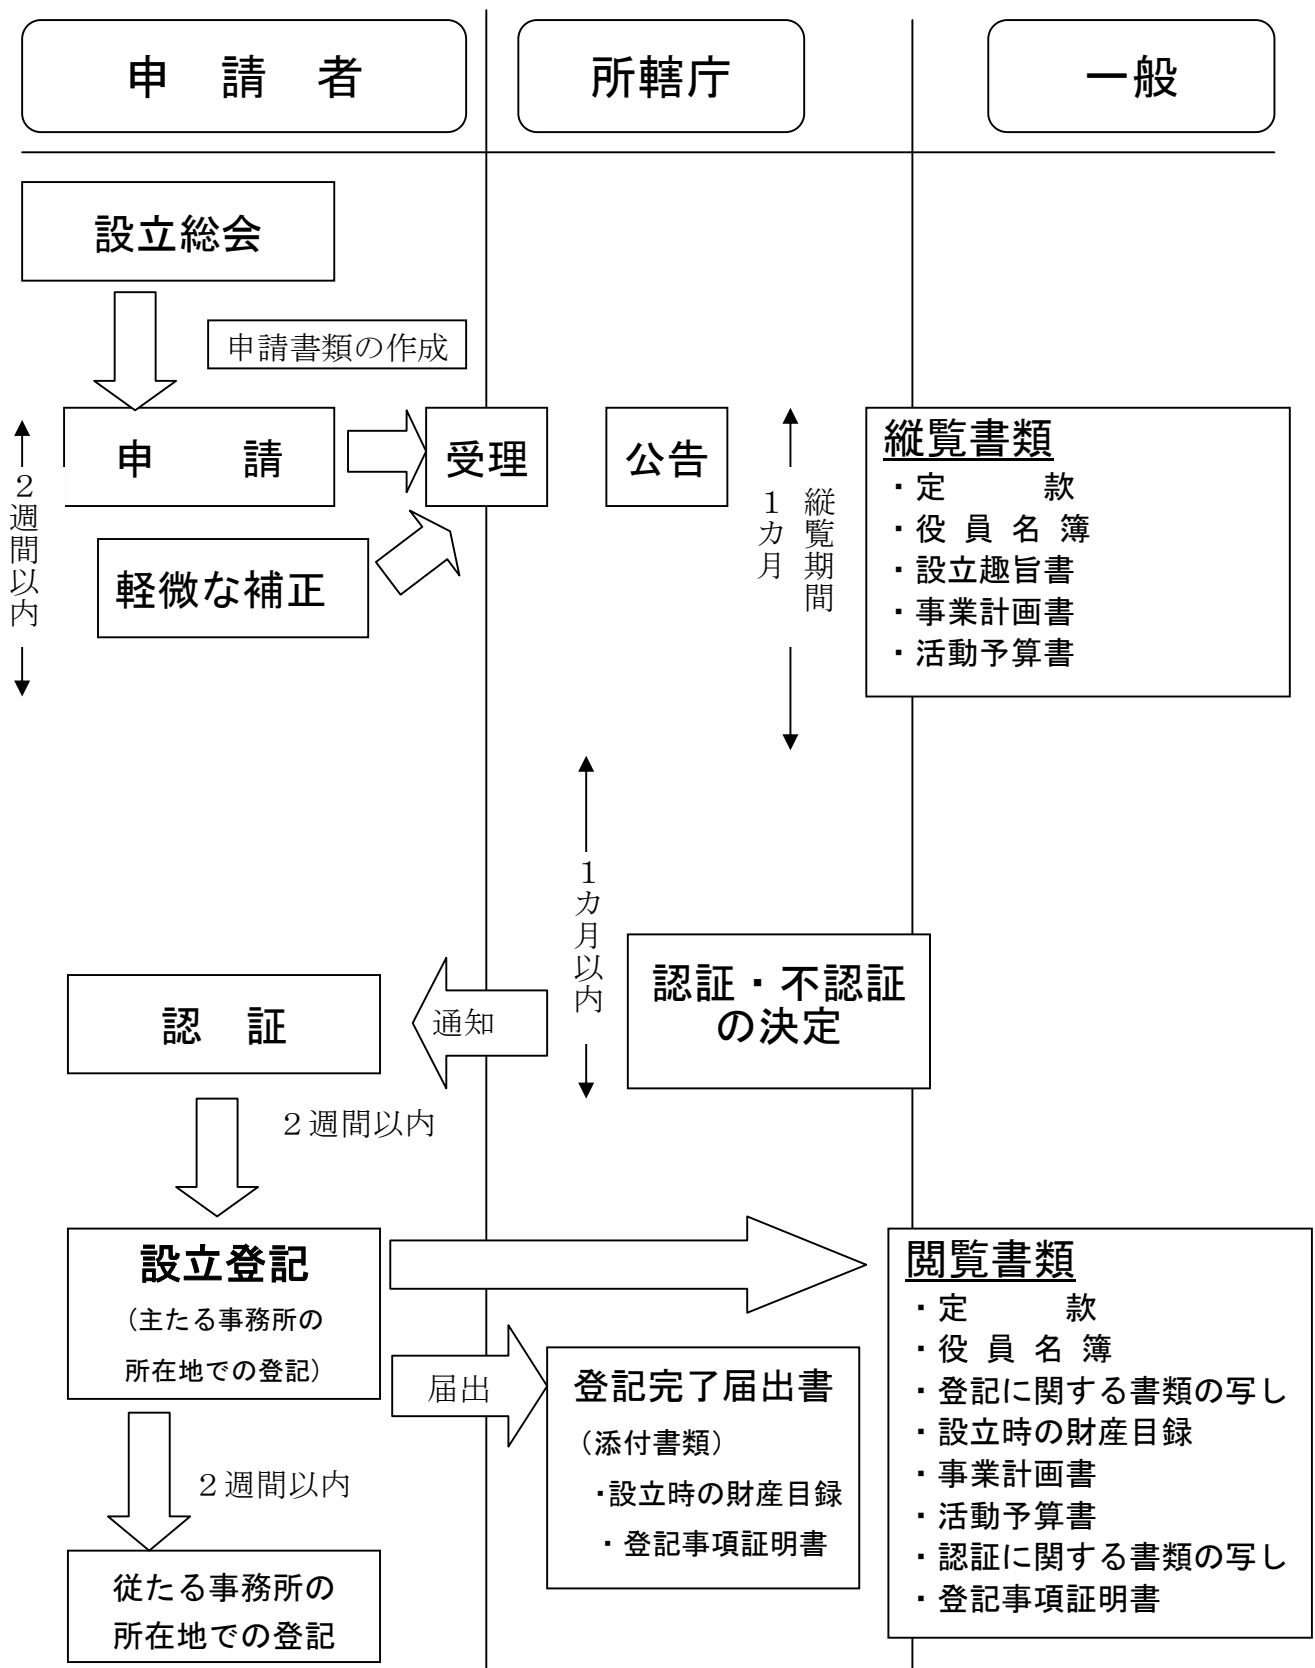 申　請　者
所轄庁
一般
設立総会
申請書類の作成
申　　請
受理
公告
２週間以内
軽微な補正
縦覧期間
１カ月
縦覧書類
・定　　　款
・役 員 名 簿
・設立趣旨書
・事業計画書
・活動予算書
１カ月以内
認証・不認証
の決定
通知
認　証
２週間以内
設立登記
（主たる事務所の
所在地での登記）
届出
登記完了届出書
（添付書類）
・設立時の財産目録
・登記事項証明書
閲覧書類
・定　　　款
・役 員 名 簿
・登記に関する書類の写し
・設立時の財産目録
・事業計画書
・活動予算書
・認証に関する書類の写し
・登記事項証明書
２週間以内
従たる事務所の
所在地での登記